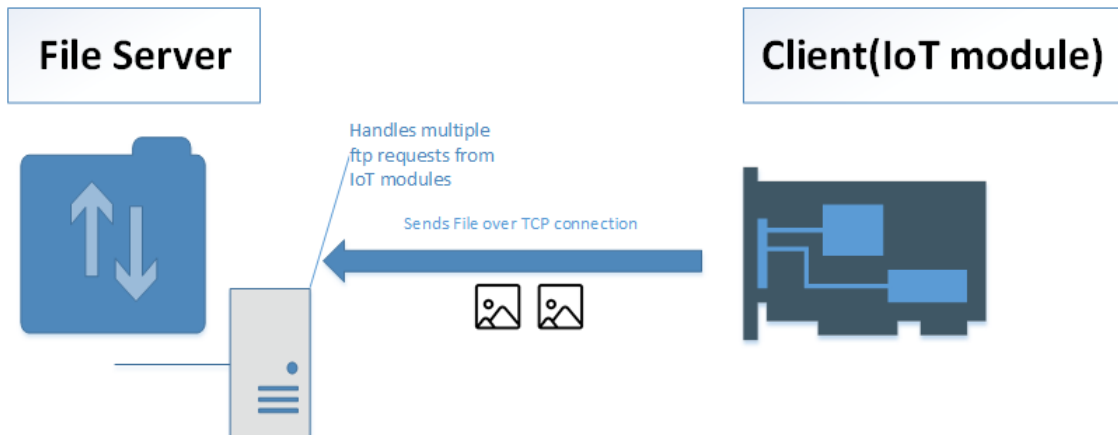 File Server
Client(IoT module)
Handles multiple
ftp requests from
IoT modules
Sends File over TCP connection